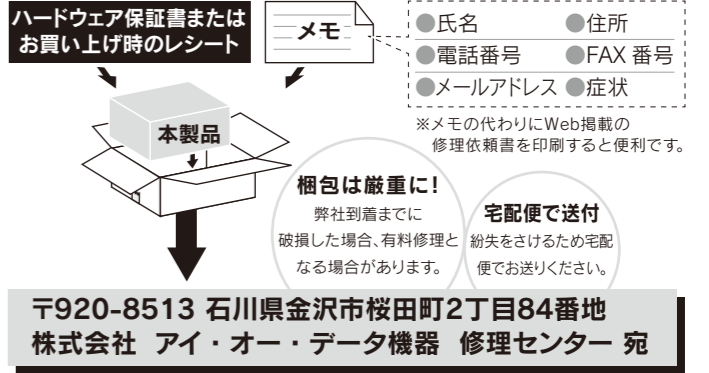 ハードウェア保証書または
お買い上げ時のレシート
メモ
●氏名 ●住所
●電話番号 ●FAX 番号
●メールアドレス ●症状
※メモの代わりにWeb掲載の
修理依頼書を印刷すると便利です。
本製品
梱包は厳重に!
弊社到着までに
破損した場合、有料修理と
なる場合があります。
宅配便で送付
紛失をさけるため宅配
便でお送りください。
〒920-8513 石川県金沢市桜田町2丁目84番地
株式会社 アイ・オー・データ機器 修理センター 宛